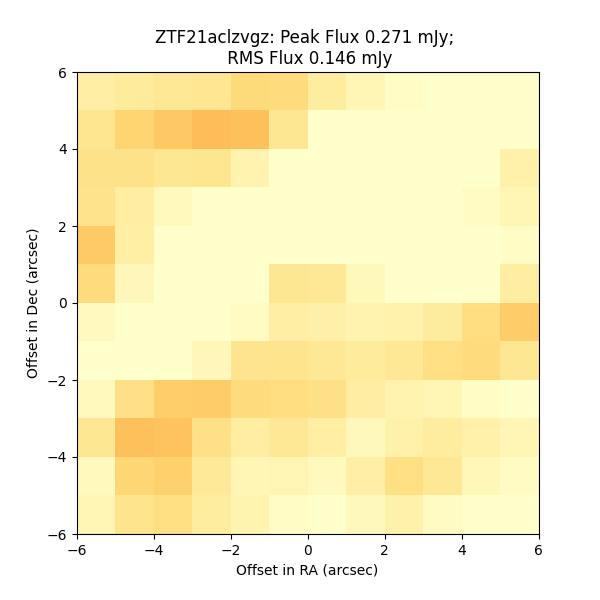 ZTF21aclzvgz: Peak Flux 0.271 mJy;
RMS Flux 0.146 mJy
6
4
2
0
−2
−4
−6
Offset in Dec (arcsec)
−6 −4 −2 0 2 4 6
Offset in RA (arcsec)